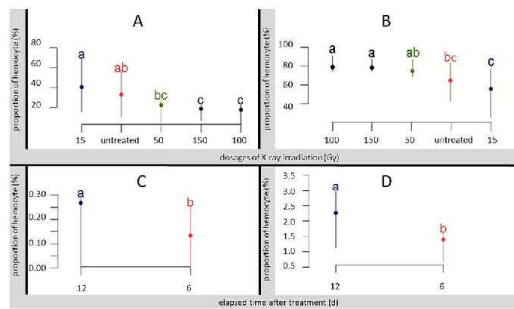 A
proportion of hemocyte (%)
80
60
40
20
a
ab
bc
c
c
15 untreated 50 150 100
B
proportion of hemocyte (%)
100
80
60
40
a
a
ab
bc
c
100 150 50 untreated 15
dosages of X ray irradiation (Gy)
C
proportion of hemocyte (%)
0.30
0.20
0.10
0.00
a
b
12 6
D
proportion of hemocyte (%)
3.5
3.0
2.5
2.0
1.5
1.0
0.5
a
b
12 6
elapsed time after treatment (d)